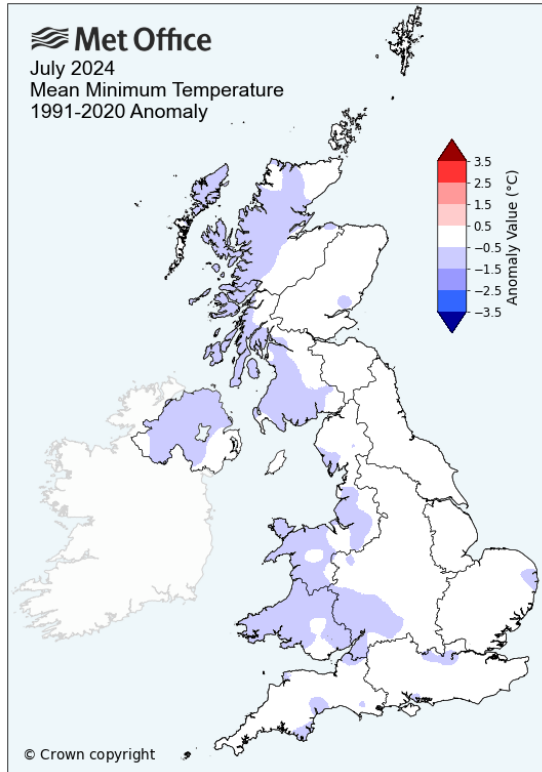 Met Office
July 2024
Mean Minimum Temperature
1991-2020 Anomaly
3.5
2.5
1.5
0.5
−0.5
−1.5
−2.5
−3.5
Anomaly Value (°C)
© Crown copyright